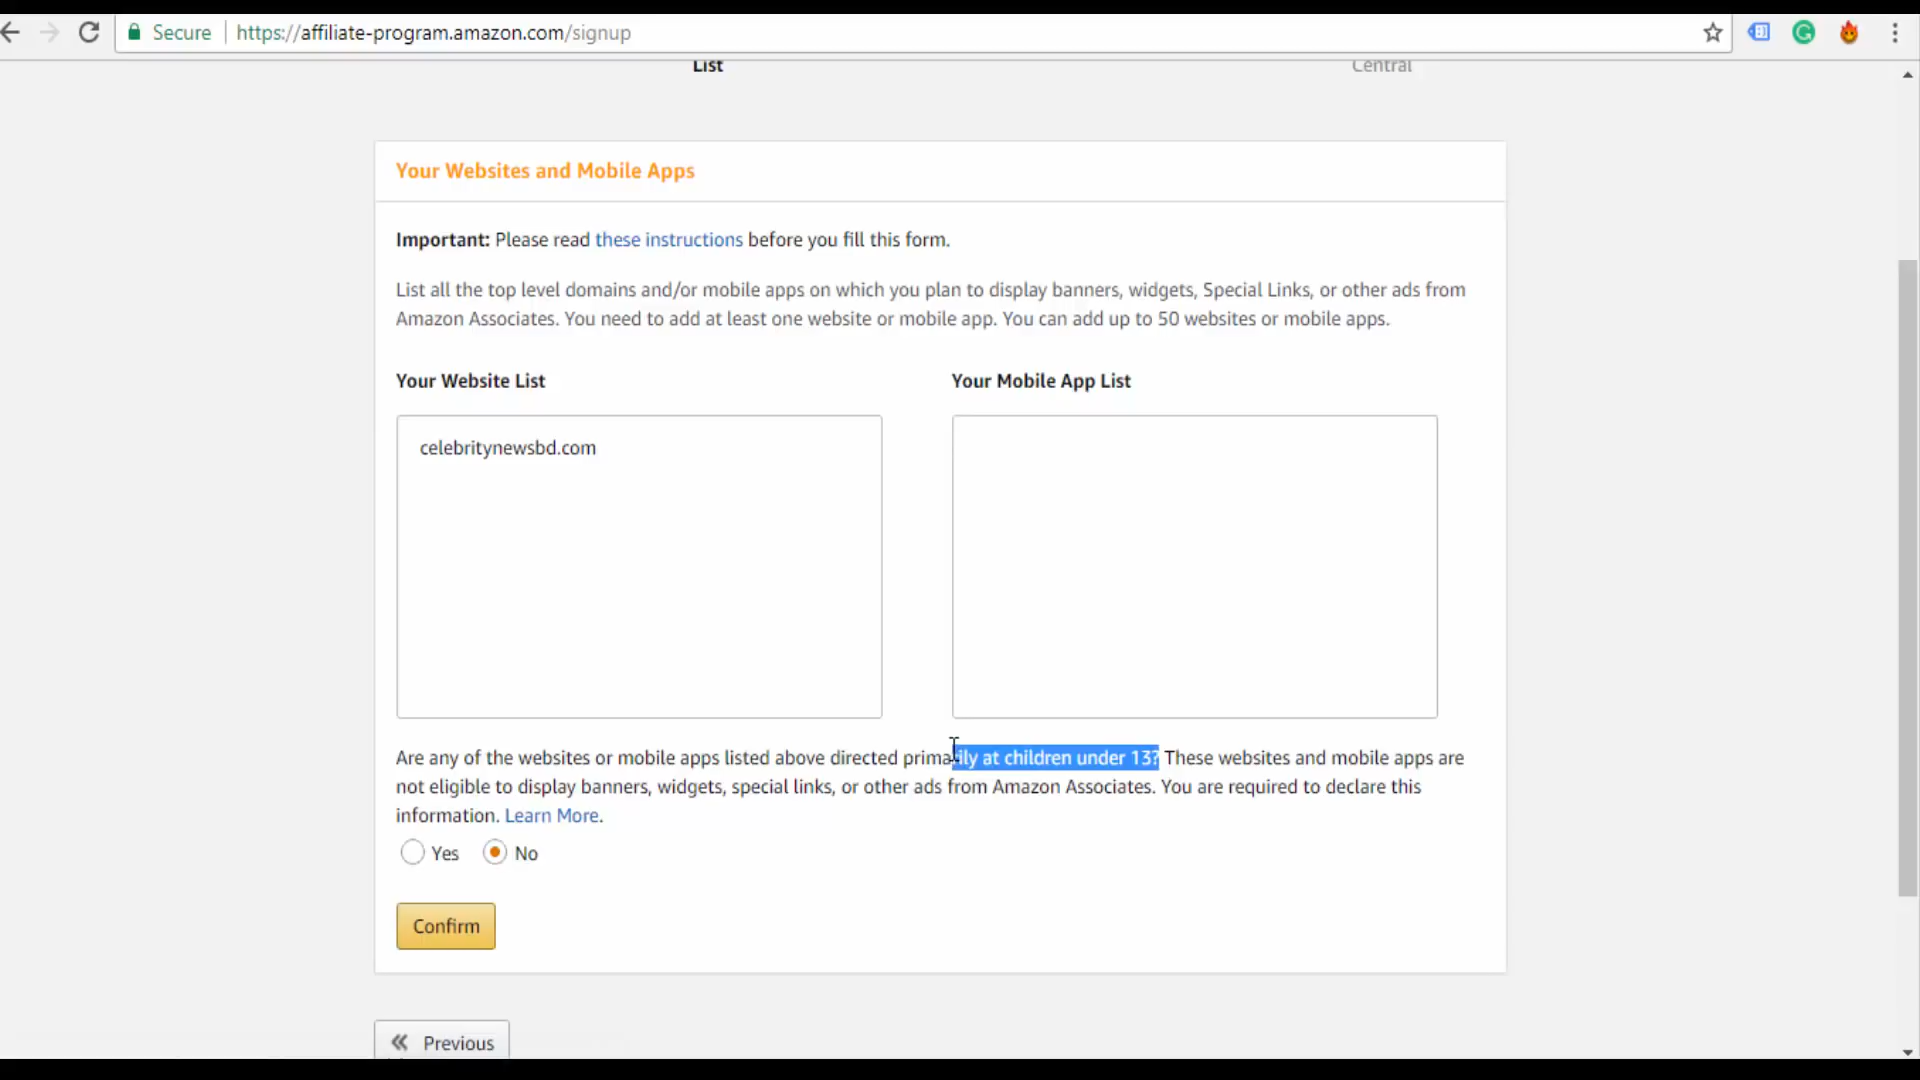 Secure https://affiliate-program.amazon.com/signup
List Central
Your Websites and Mobile Apps
Important: Please read these instructions before you fill this form.
List all the top level domains and/or mobile apps on which you plan to display banners, widgets, Special Links, or other ads from
Amazon Associates. You need to add at least one website or mobile app. You can add up to 50 websites or mobile apps.
Your Website List Your Mobile App List
celebritynewsbd.com
Are any of the websites or mobile apps listed above directed primarily at children under 13? These websites and mobile apps are
not eligible to display banners, widgets, special links, or other ads from Amazon Associates. You are required to declare this
information. Learn More.
Yes No
Confirm
« Previous